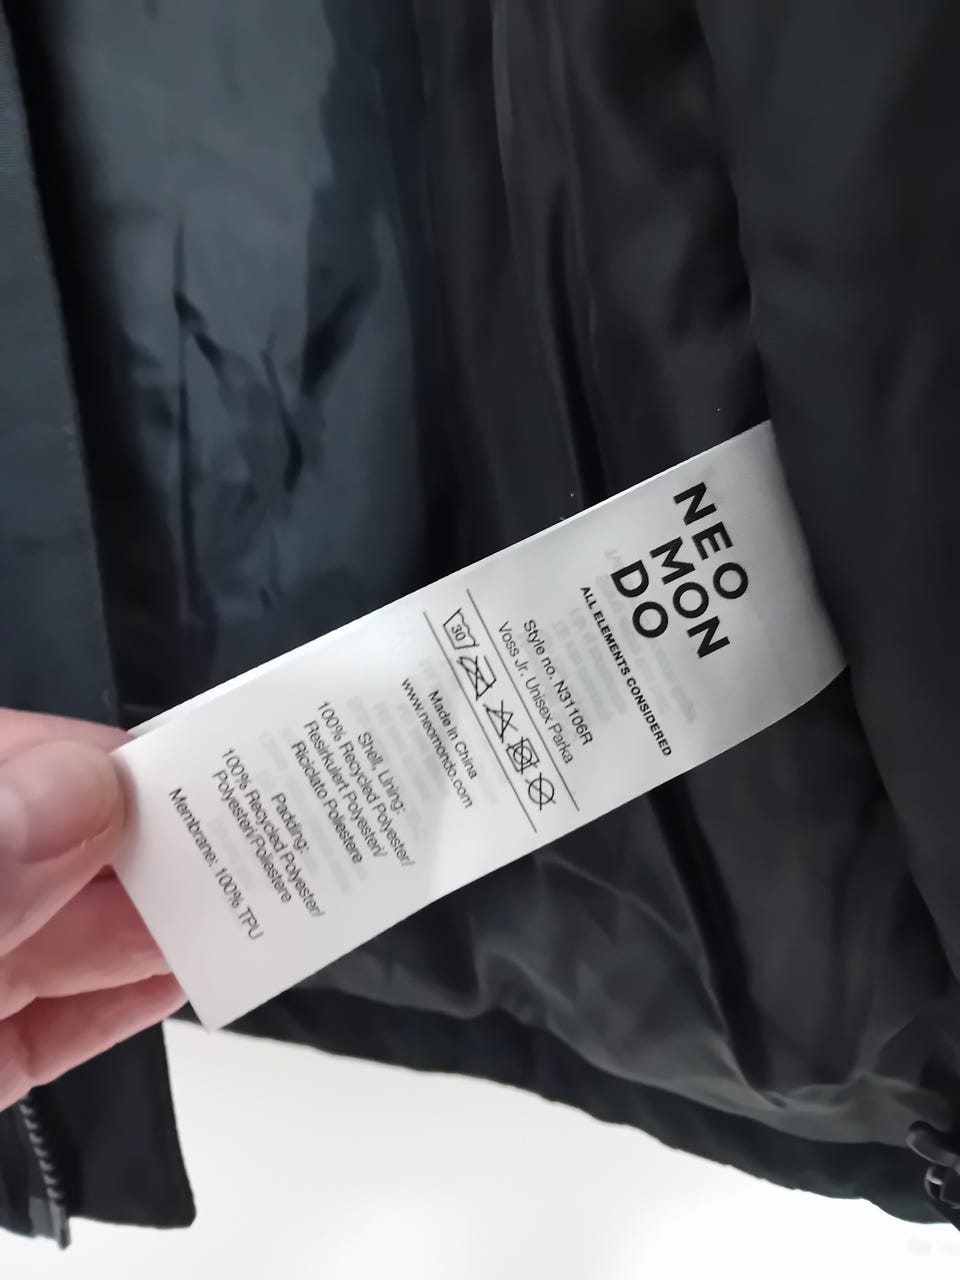 NEO
MON
DO
ALL ELEMENTS CONSIDERED
Style no. N31106R
Voss Jr. Unisex Parka
30
Made in China
www.neomondo.com
Shell, Lining:
100% Recycled Polyester/
Resirkulert Polyester/
Riciclato Poliestere
Padding:
100% Recycled Polyester/
Polyester/Poliestere
Membrane: 100% TPU